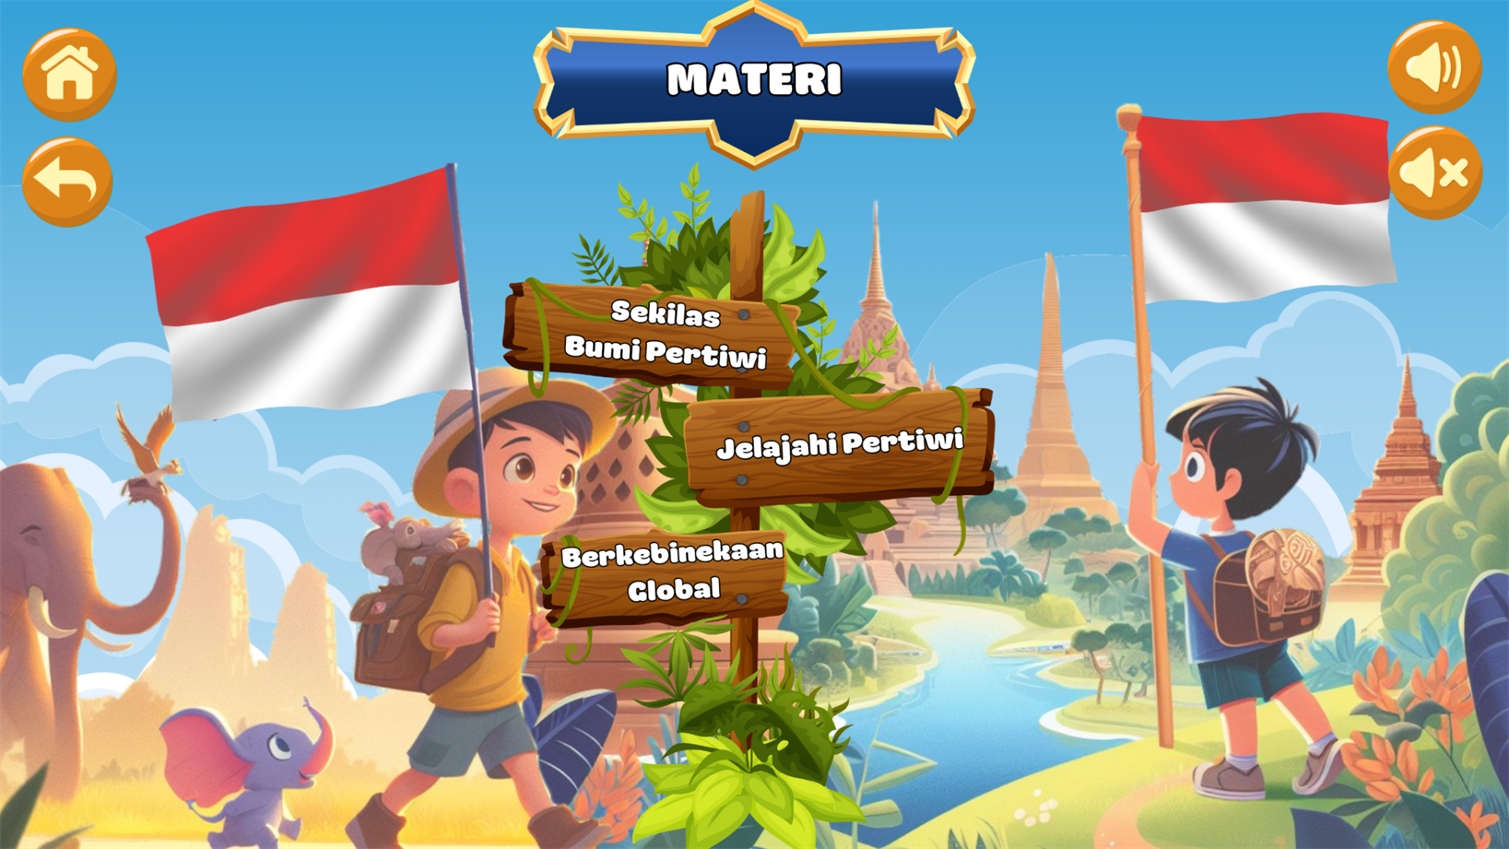 MATERI
Sekilas
Bumi Pertiwi
Jelajahi Pertiwi
Berkebinekaan
Global